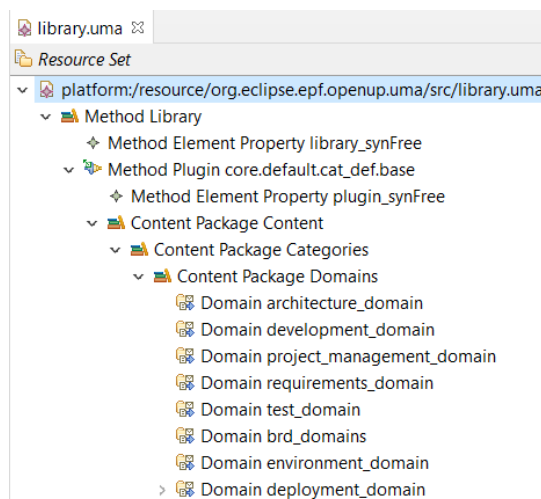 library.uma
Resource Set
platform:/resource/org.eclipse.epf.openup.uma/src/library.uma
Method Library
Method Element Property library_synFree
Method Plugin core.default.cat_def.base
Method Element Property plugin_synFree
Content Package Content
Content Package Categories
Content Package Domains
Domain architecture_domain
Domain development_domain
Domain project_management_domain
Domain requirements_domain
Domain test_domain
Domain brd_domains
Domain environment_domain
Domain deployment_domain